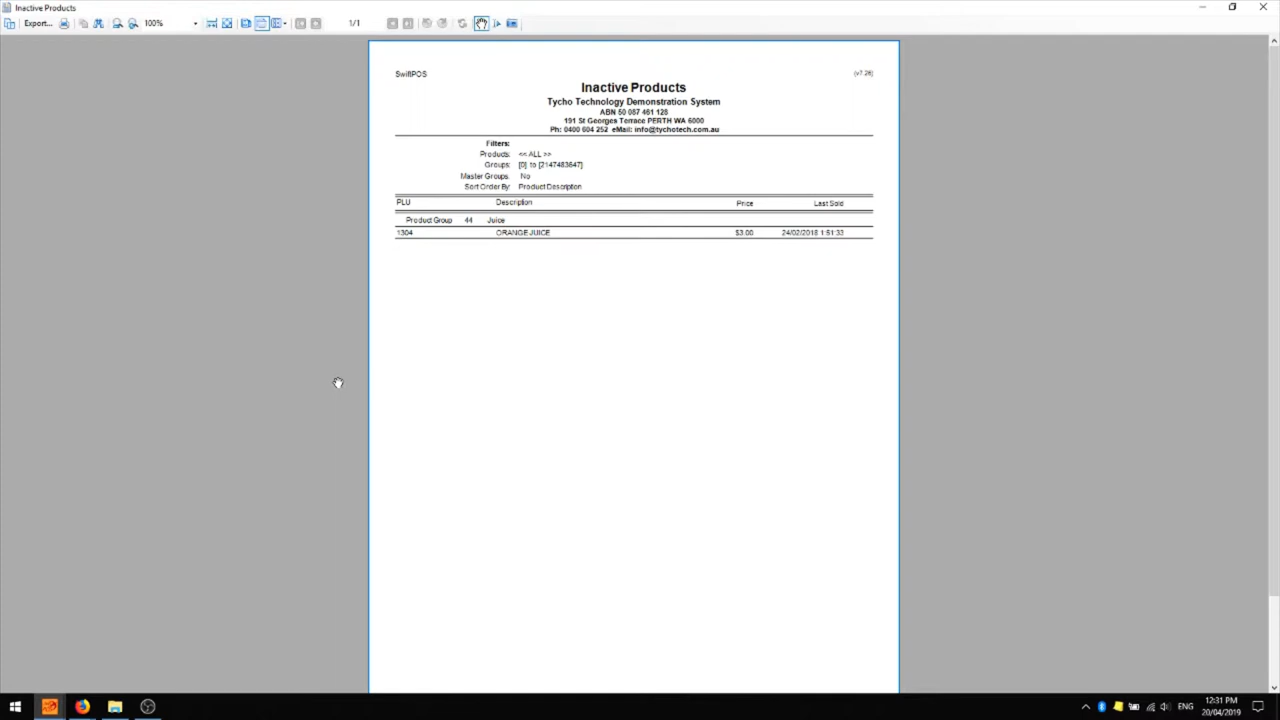 Inactive Products
Export...
100%
1/1
SwiftPOS
(v7.26)
Inactive Products
Tycho Technology Demonstration System
ABN 50 087 461 128
191 St Georges Terrace PERTH WA 6000
Ph: 0400 604 252 eMail: info@tychotech.com.au
Filters:
Products: << ALL >>
Groups: [0] to [2147483647]
Master Groups: No
Sort Order By: Product Description
PLU Description Price Last Sold
Product Group 44 Juice
1304 ORANGE JUICE $3.00 24/02/2018 1:51:33
ENG
12:31 PM
20/04/2019